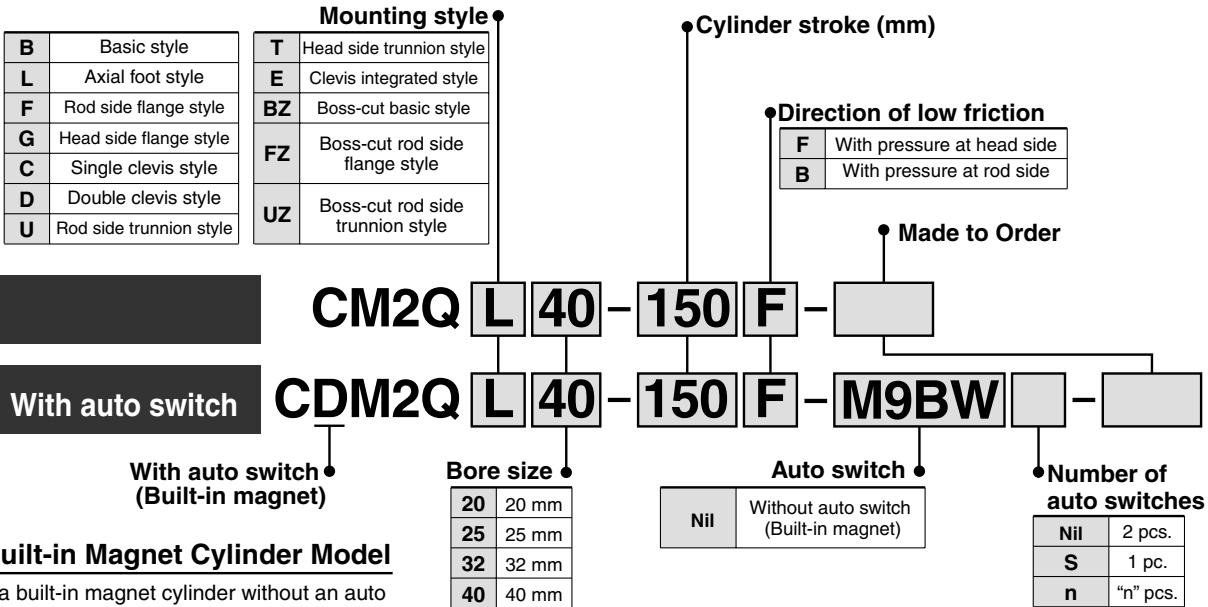 Mounting style
B Basic style
L Axial foot style
F Rod side flange style
G Head side flange style
C Single clevis style
D Double clevis style
U Rod side trunnion style
T Head side trunnion style
E Clevis integrated style
BZ Boss-cut basic style
FZ Boss-cut rod side
flange style
UZ Boss-cut rod side
trunnion style
Cylinder stroke (mm)
Direction of low friction
F With pressure at head side
B With pressure at rod side
Made to Order
CM2Q L 40 – 150 F –
With auto switch CDM2Q L 40 – 150 F – M9BW –
With auto switch
(Built-in magnet)
Bore size
20 20 mm
25 25 mm
32 32 mm
40 40 mm
Auto switch
Nil Without auto switch
(Built-in magnet)
Number of
auto switches
Nil 2 pcs.
S 1 pc.
n "n" pcs.
uilt-in Magnet Cylinder Model
a built-in magnet cylinder without an auto